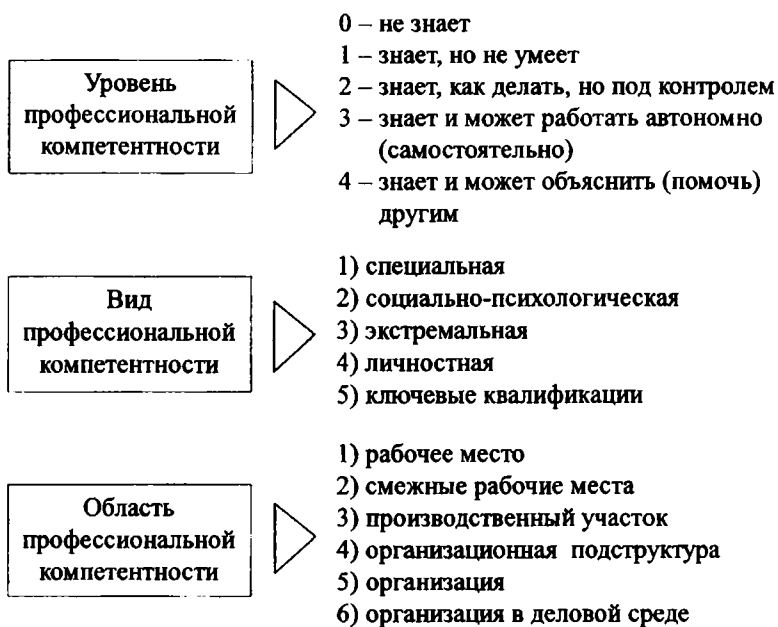 Уровень
профессиональной
компетентности
0 – не знает
1 – знает, но не умеет
2 – знает, как делать, но под контролем
3 – знает и может работать автономно
(самостоятельно)
4 – знает и может объяснить (помочь)
другим
Вид
профессиональной
компетентности
1) специальная
2) социально-психологическая
3) экстремальная
4) личностная
5) ключевые квалификации
Область
профессиональной
компетентности
1) рабочее место
2) смежные рабочие места
3) производственный участок
4) организационная подструктура
5) организация
6) организация в деловой среде